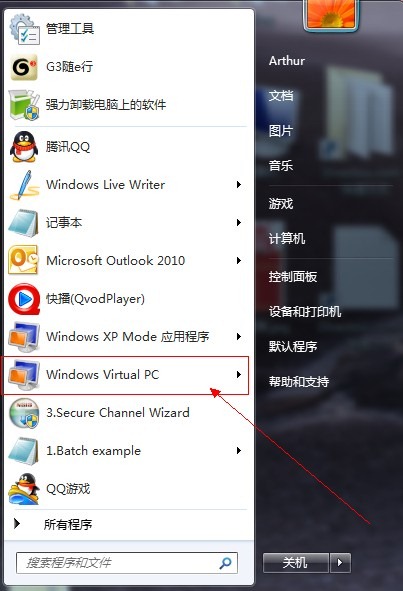 管理工具
G3随e行
强力卸载电脑上的软件
腾讯QQ
Windows Live Writer
记事本
Microsoft Outlook 2010
快播(QvodPlayer)
Windows XP Mode 应用程序
Windows Virtual PC
3.Secure Channel Wizard
1.Batch example
QQ游戏
所有程序
搜索程序和文件
Arthur
文档
图片
音乐
游戏
计算机
控制面板
设备和打印机
默认程序
帮助和支持
关机